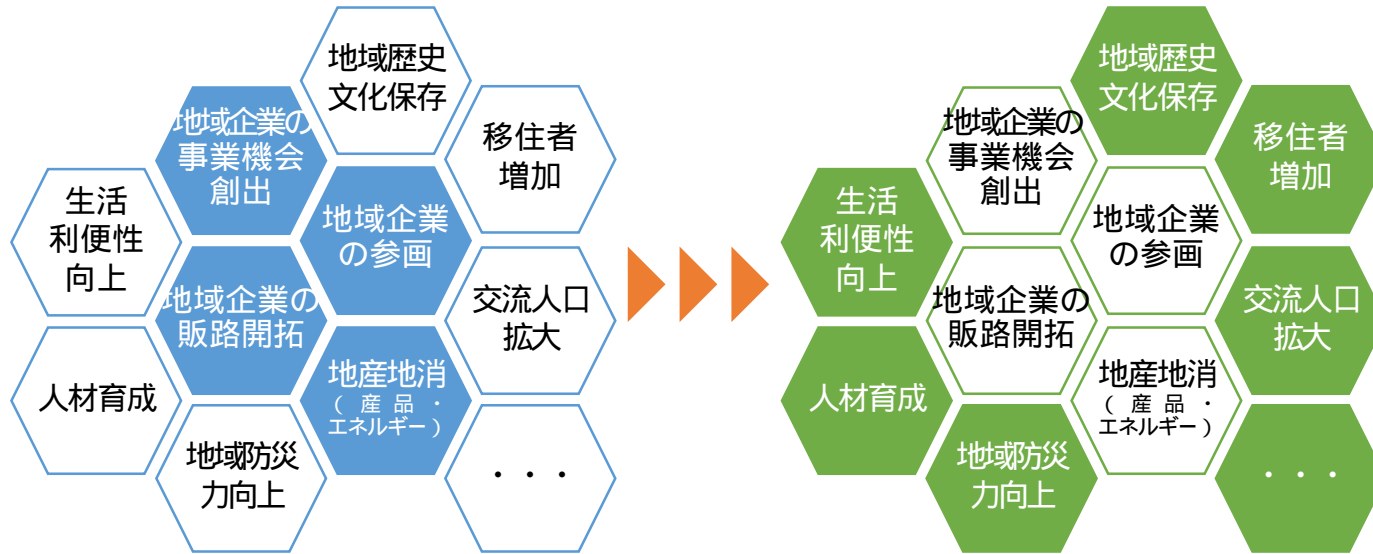 地域歴史
文化保存
地域企業の
事業機会
創出
移住者
増加
生活
利便性
向上
地域企業
の参画
地域企業の
販路開拓
交流人口
拡大
人材育成
地産地消
(産品・
エネルギー)
地域防災
力向上
・・・
地域歴史
文化保存
地域企業の
事業機会
創出
移住者
増加
生活
利便性
向上
地域企業
の参画
地域企業の
販路開拓
交流人口
拡大
人材育成
地産地消
(産品・
エネルギー)
地域防災
力向上
・・・